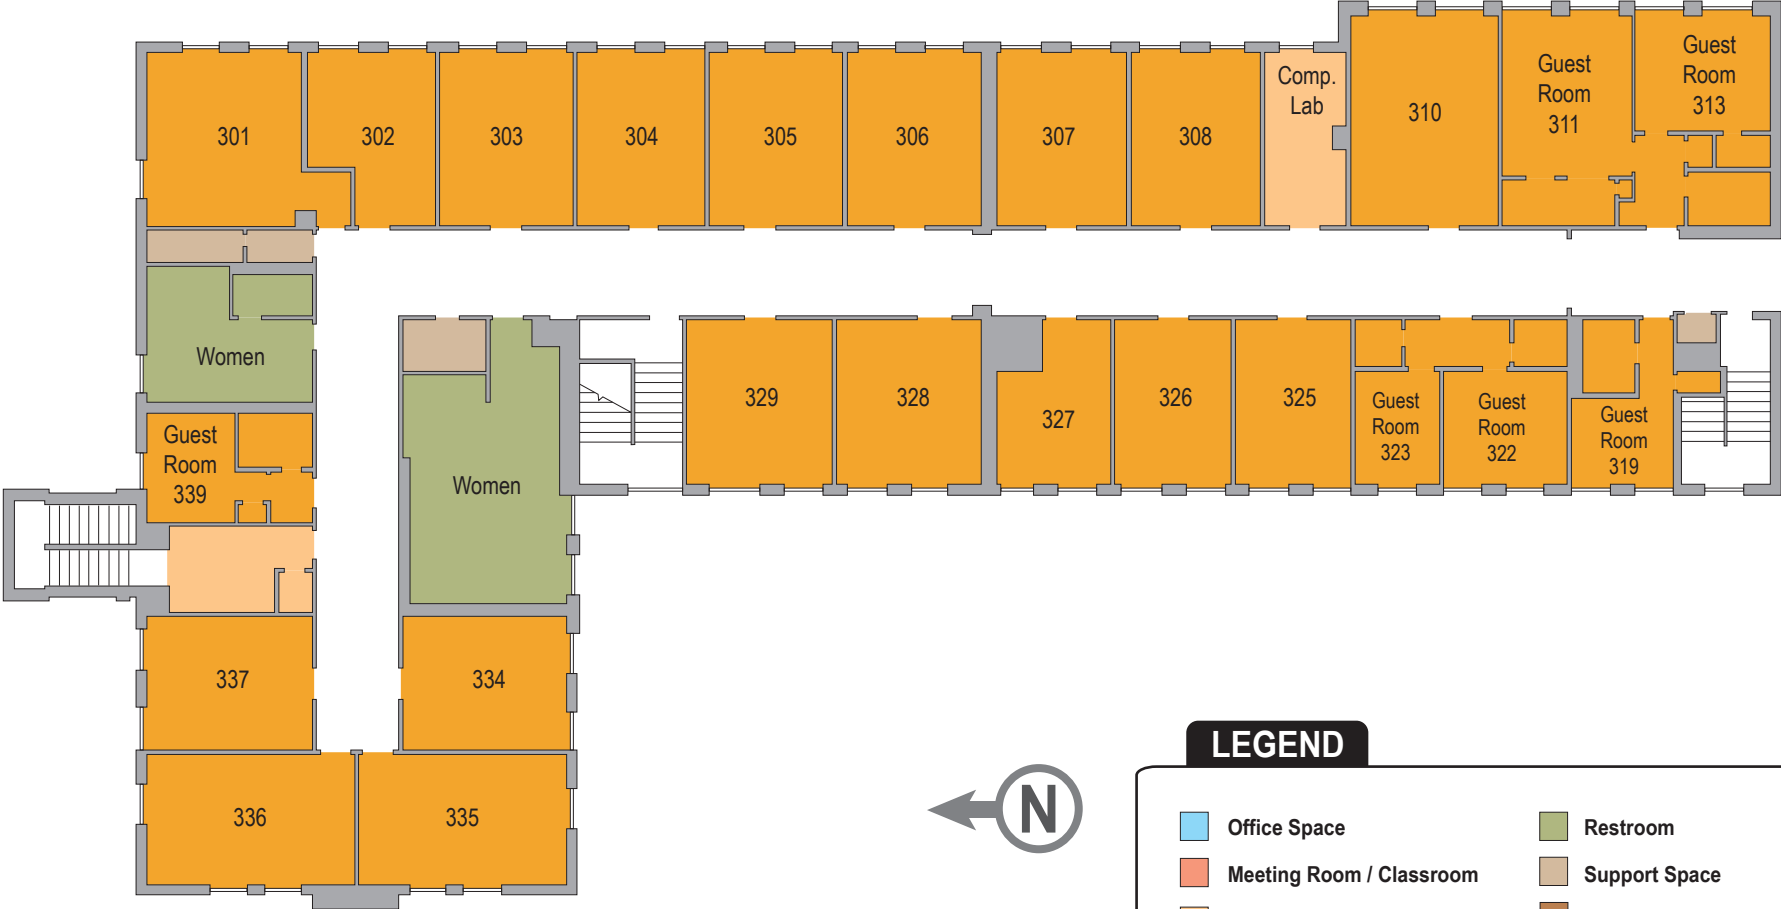 Guest
Room
313
Guest
Room
311
Comp.
Lab
310
301
302
303
304
305
306
307
308
Women
329
328
327
326
325
Guest
Room
323
Guest
Room
322
Guest
Room
319
Guest
Room
339
Women
337
334
336
335
N
LEGEND
Office Space
Restroom
Meeting Room / Classroom
Support Space